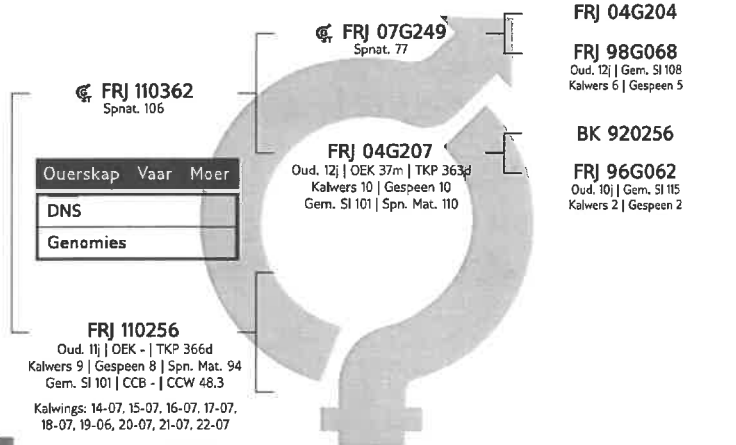 FRJ 04G204
FRJ 07G249
Spnat. 77
FRJ 98G068
Oud. 12j | Gem. SI 108
Kalwers 6 | Gespeen 5
FRJ 110362
Spnat. 106
BK 920256
FRJ 04G207
Oud. 12j | OEK 37m | TKP 363d
Kalwers 10 | Gespeen 10
Gem. SI 101 | Spn. Mat. 110
FRJ 96G062
Oud. 10j | Gem. SI 115
Kalwers 2 | Gespeen 2
Ouerskap Vaar Moer
DNS
Genomies
FRJ 110256
Oud. 11j | OEK - | TKP 366d
Kalwers 9 | Gespeen 8 | Spn. Mat. 94
Gem. SI 101 | CCB - | CCW 48.3
Kalwings: 14-07, 15-07, 16-07, 17-07,
18-07, 19-06, 20-07, 21-07, 22-07